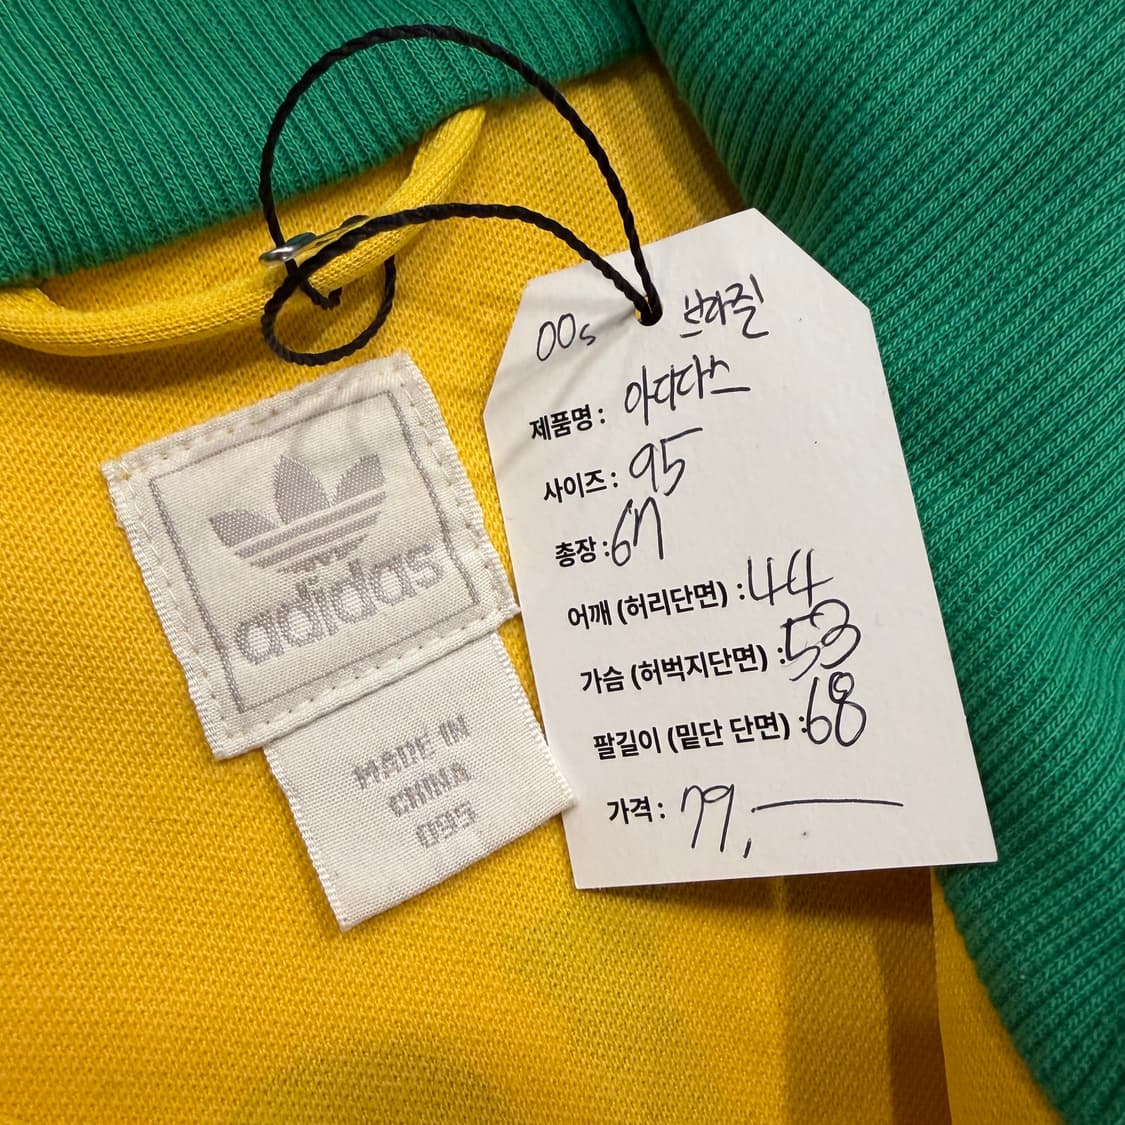 adidas
MADE IN
CHINA
095
00s 브라질
제품명 : 아디다스
사이즈 : 95
총장 : 67
어깨 (허리단면) : 44
가슴 (허벅지단면) : 53
팔길이 (밑단 단면) : 68
가격 : 79,—